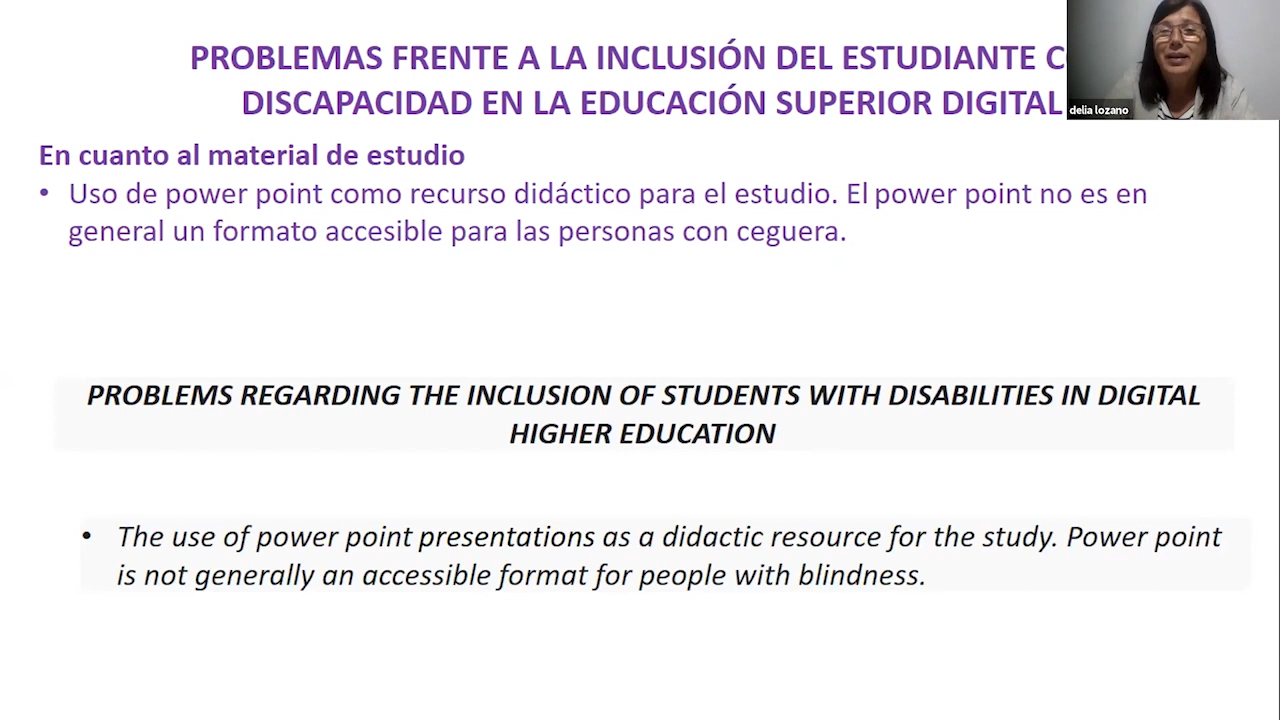 PROBLEMAS FRENTE A LA INCLUSIÓN DEL ESTUDIANTE
DISCAPACIDAD EN LA EDUCACIÓN SUPERIOR DIGITAL
delia lozano
En cuanto al material de estudio
• Uso de power point como recurso didáctico para el estudio. El power point no es en
general un formato accesible para las personas con ceguera.
PROBLEMS REGARDING THE INCLUSION OF STUDENTS WITH DISABILITIES IN DIGITAL
HIGHER EDUCATION
• The use of power point presentations as a didactic resource for the study. Power point
is not generally an accessible format for people with blindness.